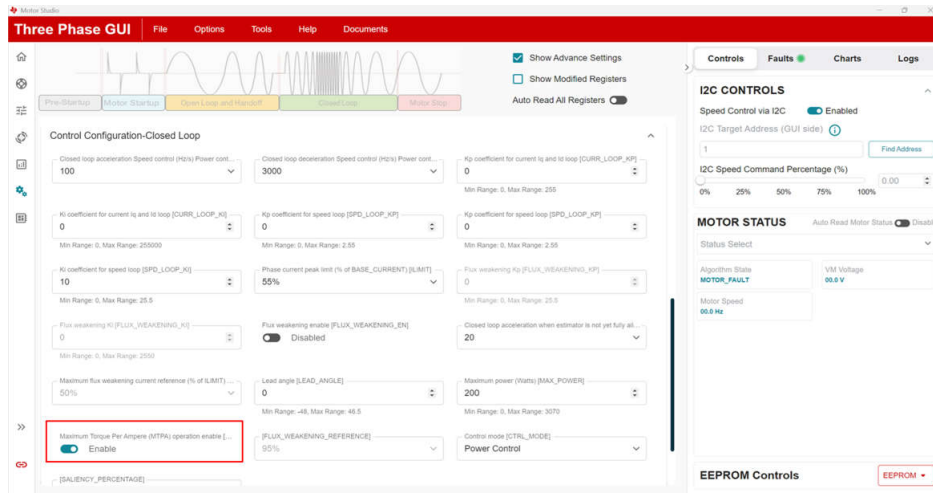 Motor Studio
Three Phase GUI File Options Tools Help Documents
Show Advance Settings
Show Modified Registers
Auto Read All Registers
Pre-Startup Motor Startup Open Loop and Handoff Closed Loop Motor Stop
Control Configuration-Closed Loop
Closed loop acceleration Speed control (Hz/s) Power cont...
100
Closed loop deceleration Speed control (Hz/s) Power cont...
3000
Kp coefficient for current Iq and Id loop [CURR_LOOP_KP]
0
Min Range: 0, Max Range: 255
Ki coefficient for current Iq and Id loop [CURR_LOOP_KI]
0
Min Range: 0, Max Range: 255000
Kp coefficient for speed loop [SPD_LOOP_KP]
0
Min Range: 0, Max Range: 2.55
Kp coefficient for speed loop [SPD_LOOP_KP]
0
Min Range: 0, Max Range: 2.55
Ki coefficient for speed loop [SPD_LOOP_KI]
10
Min Range: 0, Max Range: 25.5
Phase current peak limit (% of BASE_CURRENT) [ILIMIT]
55%
Flux weakening Kp [FLUX_WEAKENING_KP]
0
Min Range: 0, Max Range: 25.5
Flux weakening KI [FLUX_WEAKENING_KI]
0
Min Range: 0, Max Range: 2550
Flux weakening enable [FLUX_WEAKENING_EN]
Disabled
Closed loop acceleration when estimator is not yet fully ali...
20
Maximum flux weakening current reference (% of ILIMIT) ...
50%
Lead angle [LEAD_ANGLE]
0
Min Range: -48, Max Range: 46.5
Maximum power (Watts) [MAX_POWER]
200
Min Range: 0, Max Range: 3070
Maximum Torque Per Ampere (MTPA) operation enable [...
Enable
[FLUX_WEAKENING_REFERENCE]
95%
Control mode [CTRL_MODE]
Power Control
[SALIENCY_PERCENTAGE]
Controls Faults Charts Logs
I2C CONTROLS
Speed Control via I2C Enabled
I2C Target Address (GUI side)
1 Find Address
I2C Speed Command Percentage (%)
0.00
0% 25% 50% 75% 100%
MOTOR STATUS Auto Read Motor Status Disabl
Status Select
Algorithm State
MOTOR_FAULT
VM Voltage
00.0 V
Motor Speed
00.0 Hz
EEPROM Controls EEPROM